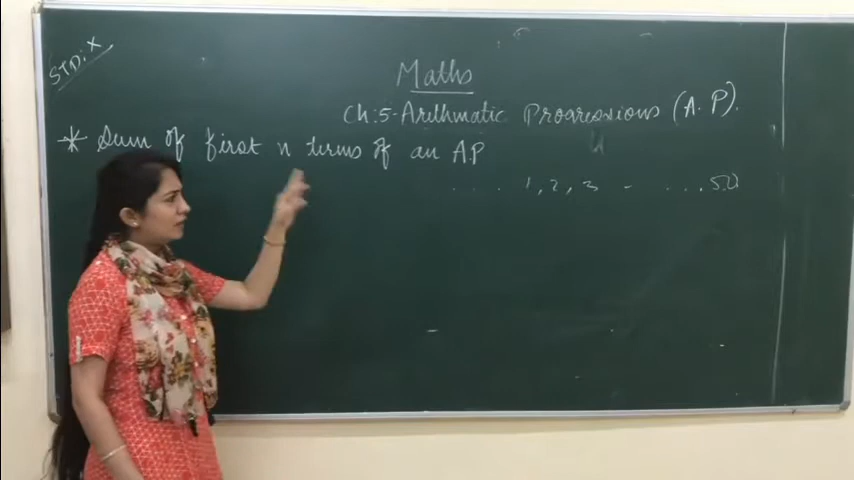 STD: X
Maths
Ch:5-Arithmatic Progressions (A.P).
* Sum of first n terms of an A.P
.... 1, 2, 3 - ...50